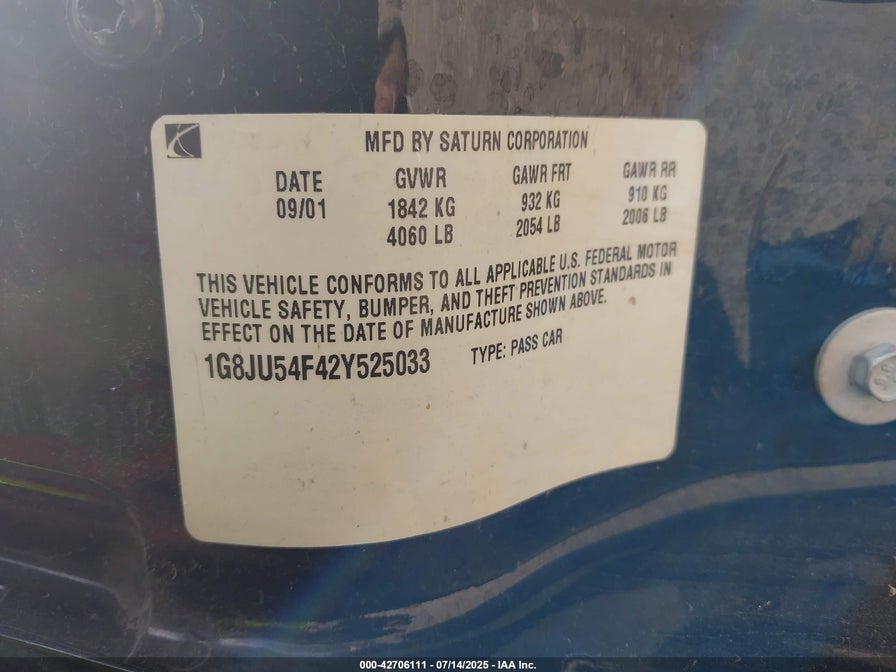 MFD BY SATURN CORPORATION
DATE GVWR GAWR FRT GAWR RR
09/01 1842 KG 932 KG 910 KG
4060 LB 2054 LB 2006 LB
THIS VEHICLE CONFORMS TO ALL APPLICABLE U.S. FEDERAL MOTOR
VEHICLE SAFETY, BUMPER, AND THEFT PREVENTION STANDARDS IN
EFFECT ON THE DATE OF MANUFACTURE SHOWN ABOVE.
1G8JU54F42Y525033 TYPE: PASS CAR
000-42706111 - 07/14/2025 - IAA Inc.